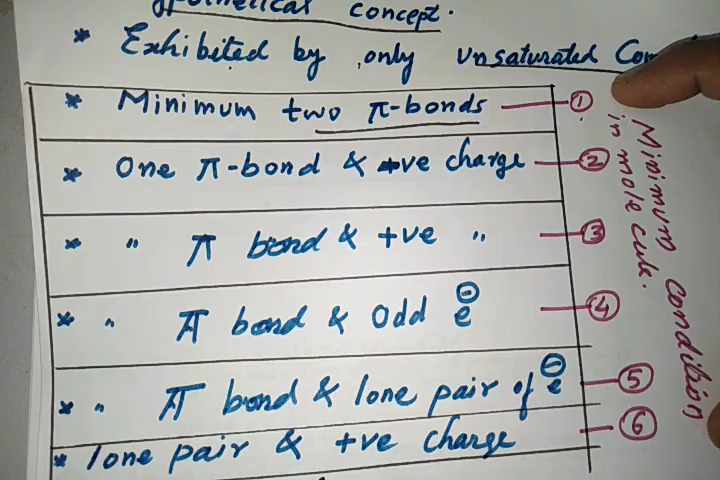 concept.
* Exhibited by only unsaturated
* Minimum two π-bonds ①
* One π-bond & -ve charge ②
* " π bond & +ve " ③
* " π bond & odd e⊖ ④
* " π bond & lone pair of e⊖ ⑤
* lone pair & +ve charge ⑥
Minimum condition
in molecule.